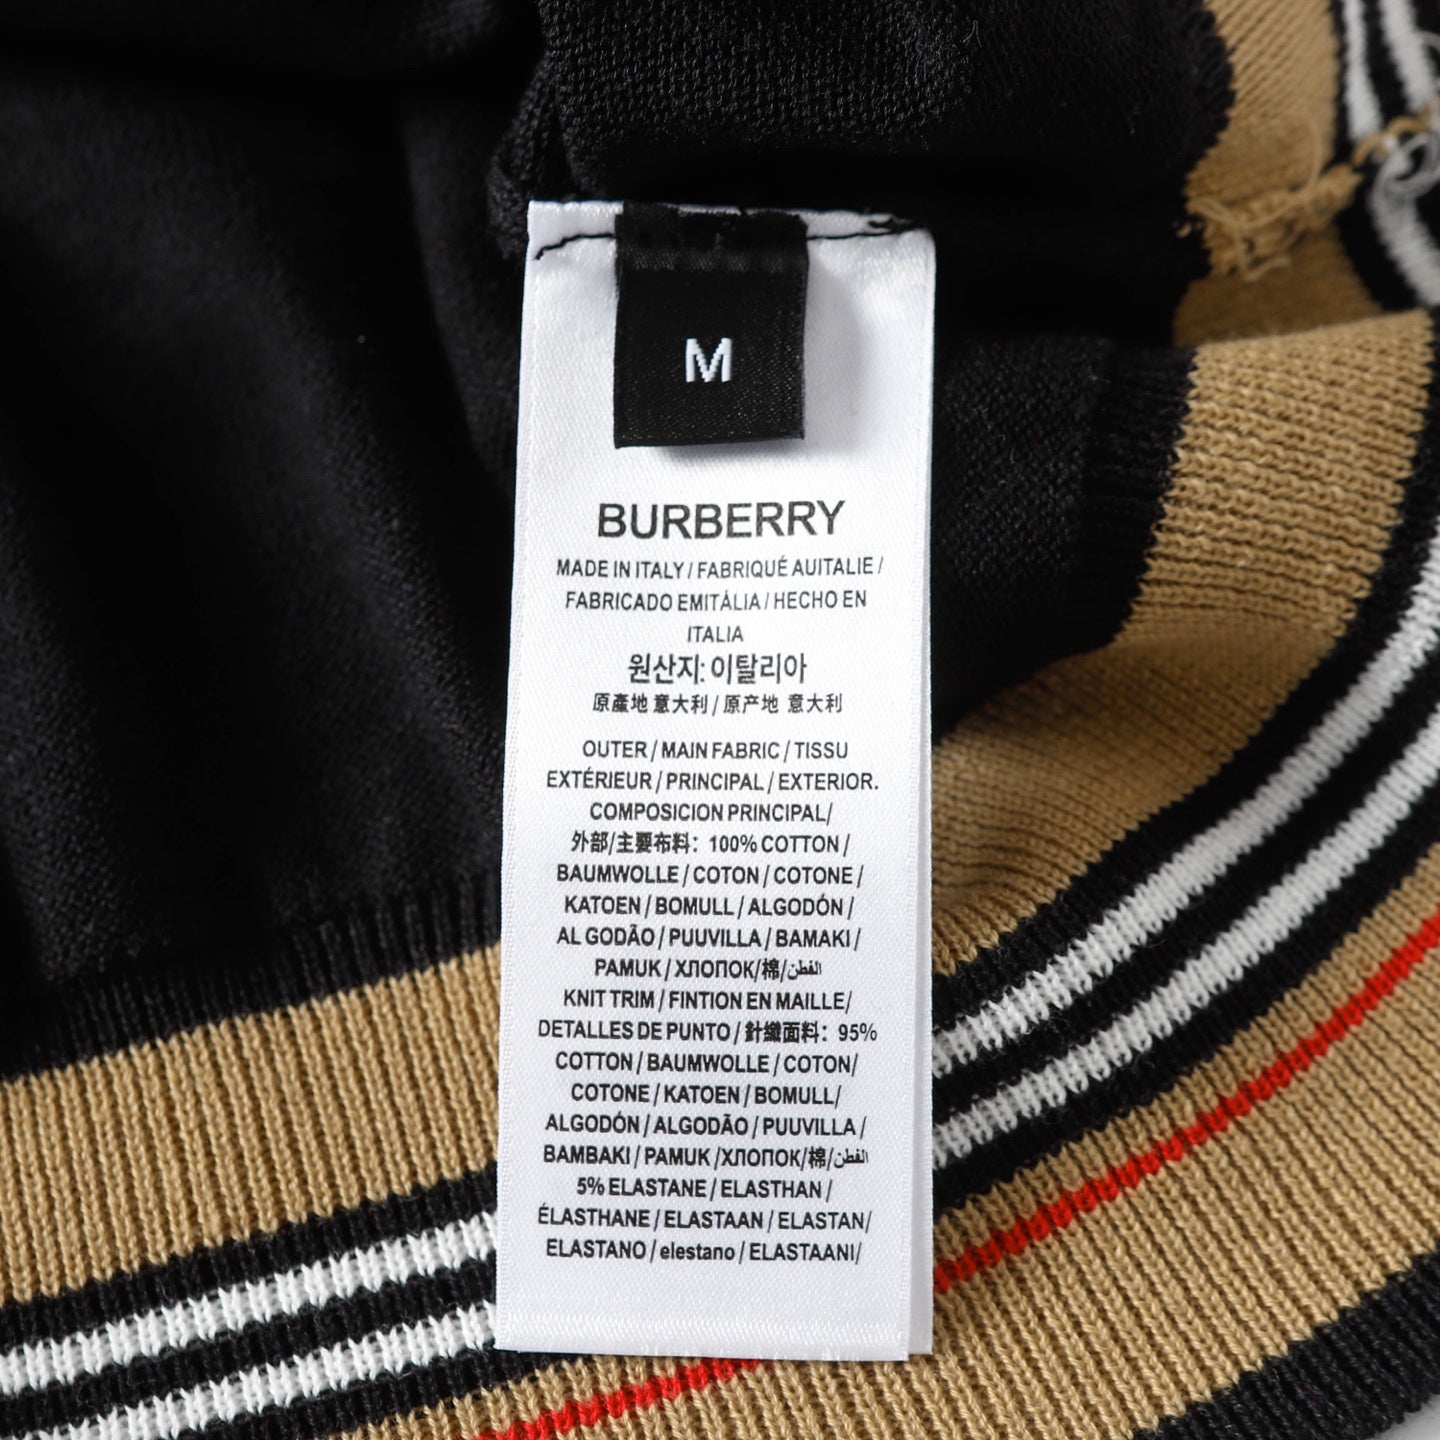 M
BURBERRY
MADE IN ITALY / FABRIQUÉ AUITALIE /
FABRICADO EMITÁLIA / HECHO EN
ITALIA
원산지: 이탈리아
原產地 意大利 / 原产地 意大利
OUTER / MAIN FABRIC / TISSU
EXTÉRIEUR / PRINCIPAL / EXTERIOR.
COMPOSICION PRINCIPAL/
外部/主要布料: 100% COTTON /
BAUMWOLLE / COTON / COTONE /
KATOEN / BOMULL / ALGODÓN /
AL GODÃO / PUUVILLA / BAMAKI /
PAMUK / ХЛОПОК/棉/القطن
KNIT TRIM / FINTION EN MAILLE/
DETALLES DE PUNTO / 針織面料: 95%
COTTON / BAUMWOLLE / COTON/
COTONE / KATOEN / BOMULL/
ALGODÓN / ALGODÃO / PUUVILLA /
BAMBAKI / PAMUK /ХЛОПОК/棉/القطن
5% ELASTANE / ELASTHAN /
ÉLASTHANE / ELASTAAN / ELASTAN/
ELASTANO / elestano / ELASTAANI/